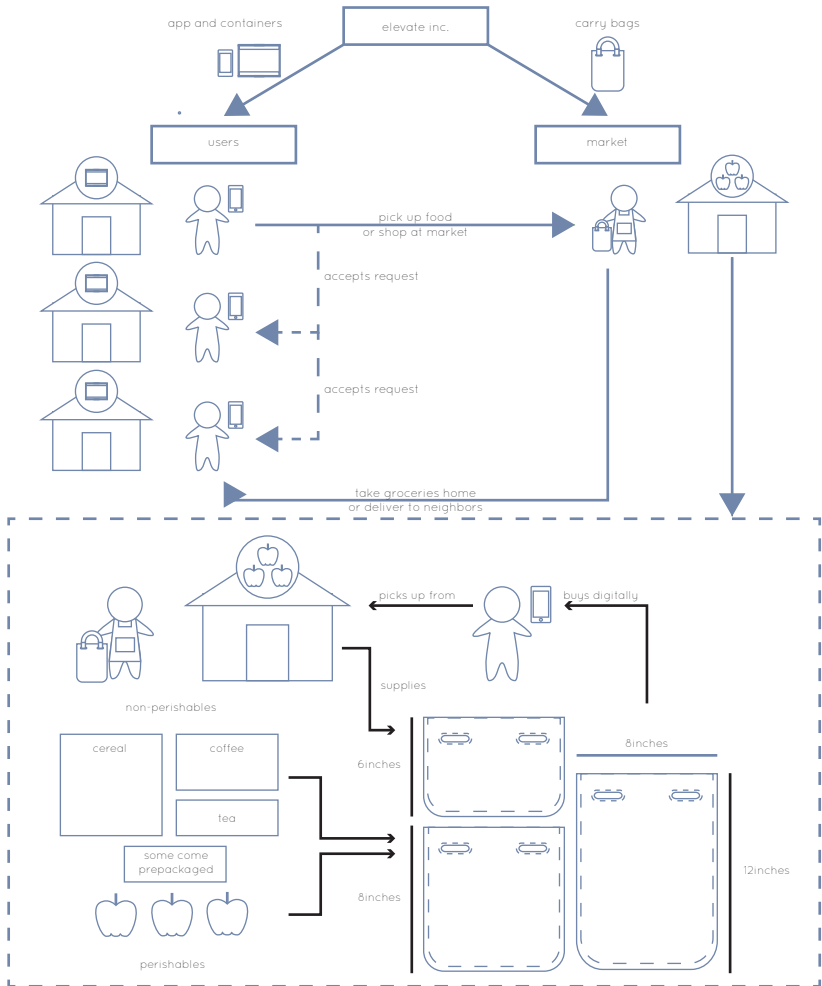 app and containers
elevate inc.
carry bags
users
market
pick up food
or shop at market
accepts request
accepts request
take groceries home
or deliver to neighbors
picks up from
buys digitally
supplies
non-perishables
cereal
coffee
tea
6inches
8inches
some come
prepackaged
8inches
12inches
perishables